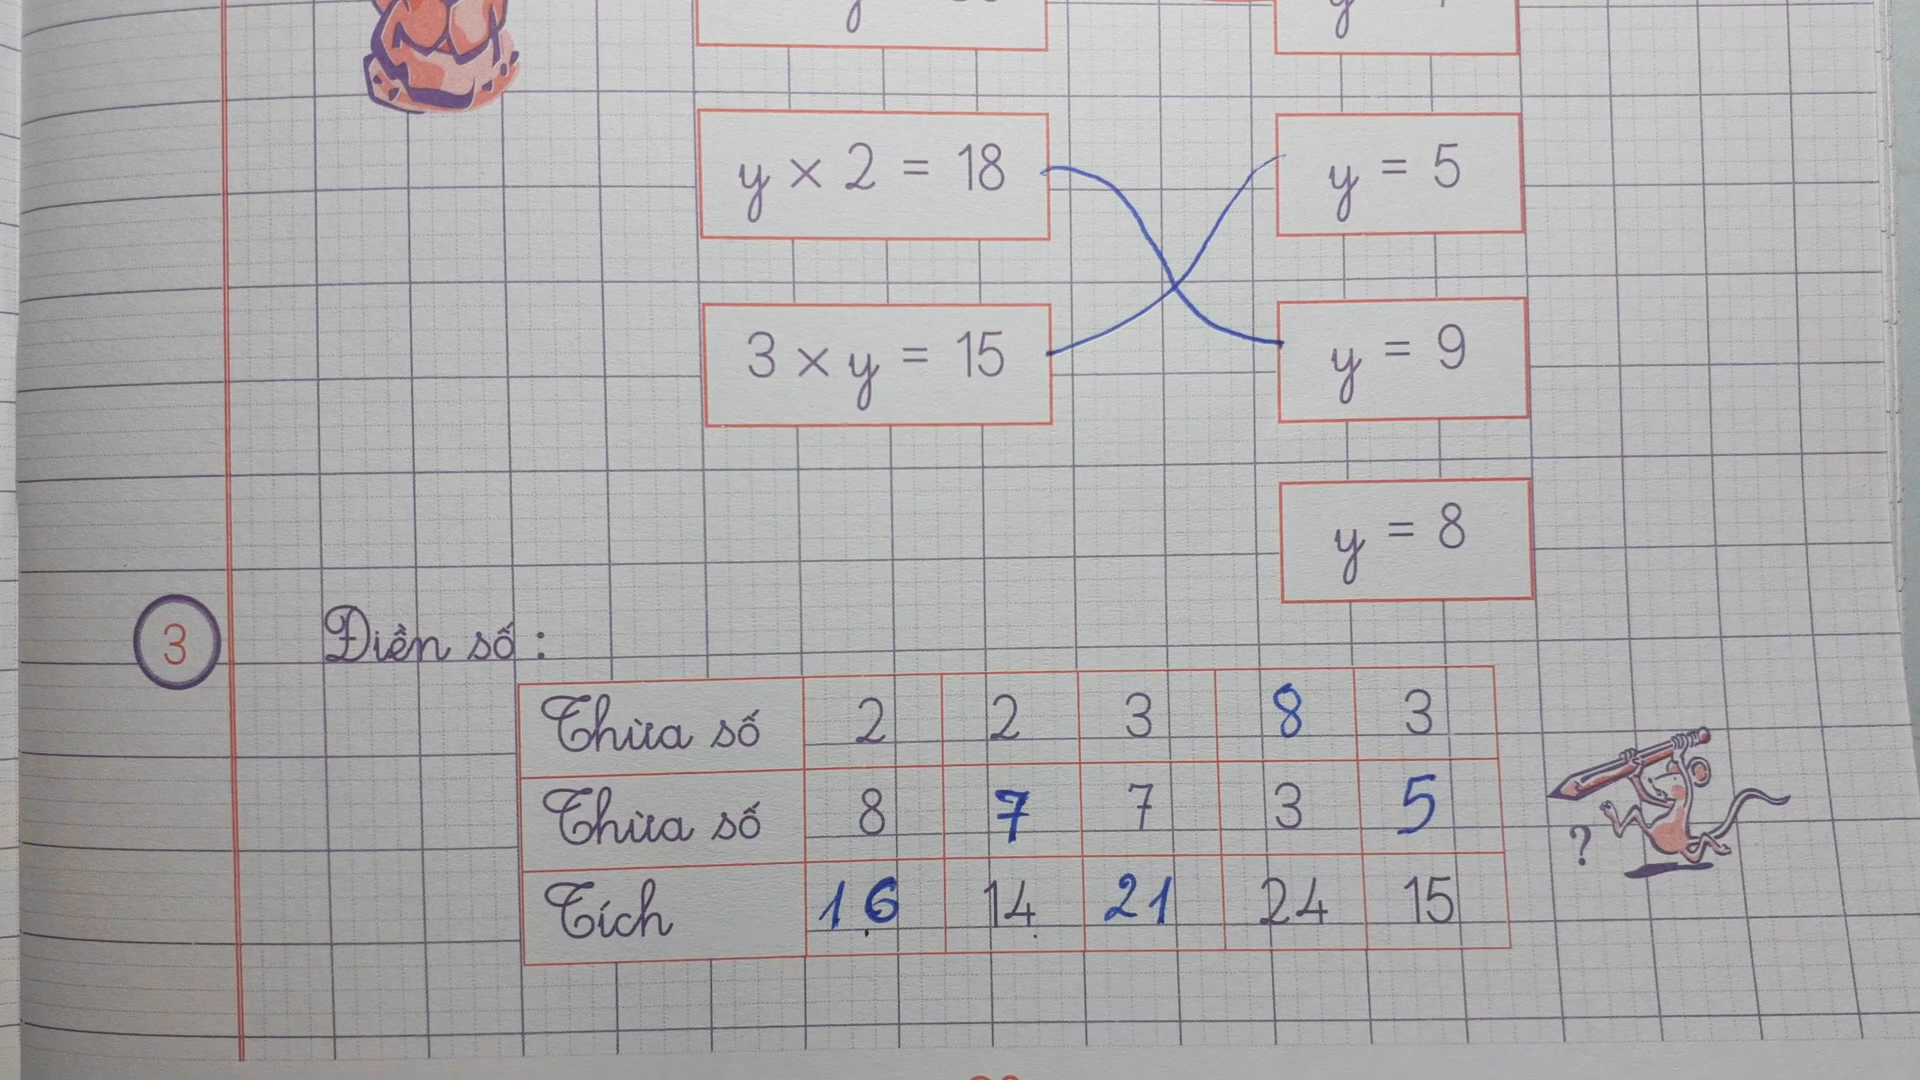 y × 2 = 18
y = 5
3 × y = 15
y = 9
y = 8
3 Điền số :
Thừa số 2 2 3 8 3
Thừa số 8 7 7 3 5
?
Tích 16 14 21 24 15